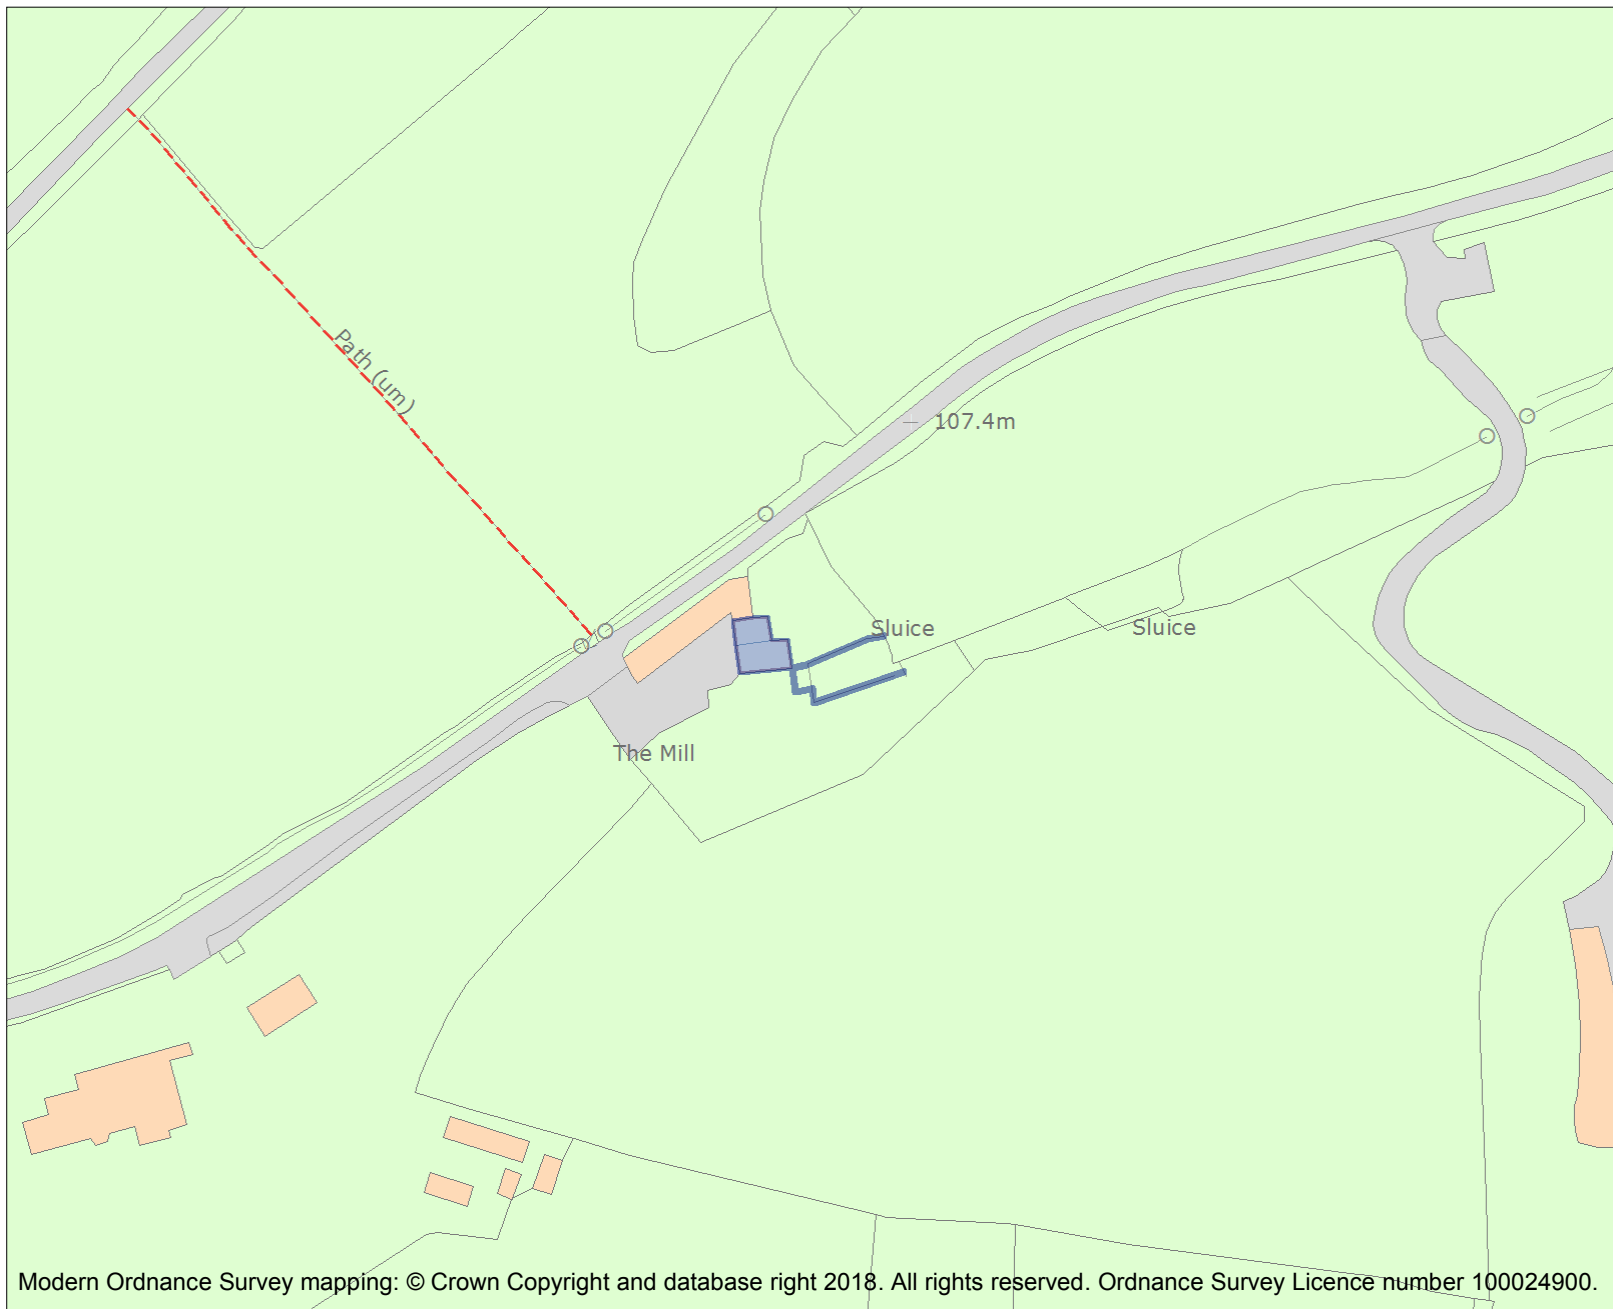 Path (um)
107.4m
Sluice
Sluice
The Mill
Modern Ordnance Survey mapping: © Crown Copyright and database right 2018. All rights reserved. Ordnance Survey Licence number 100024900.